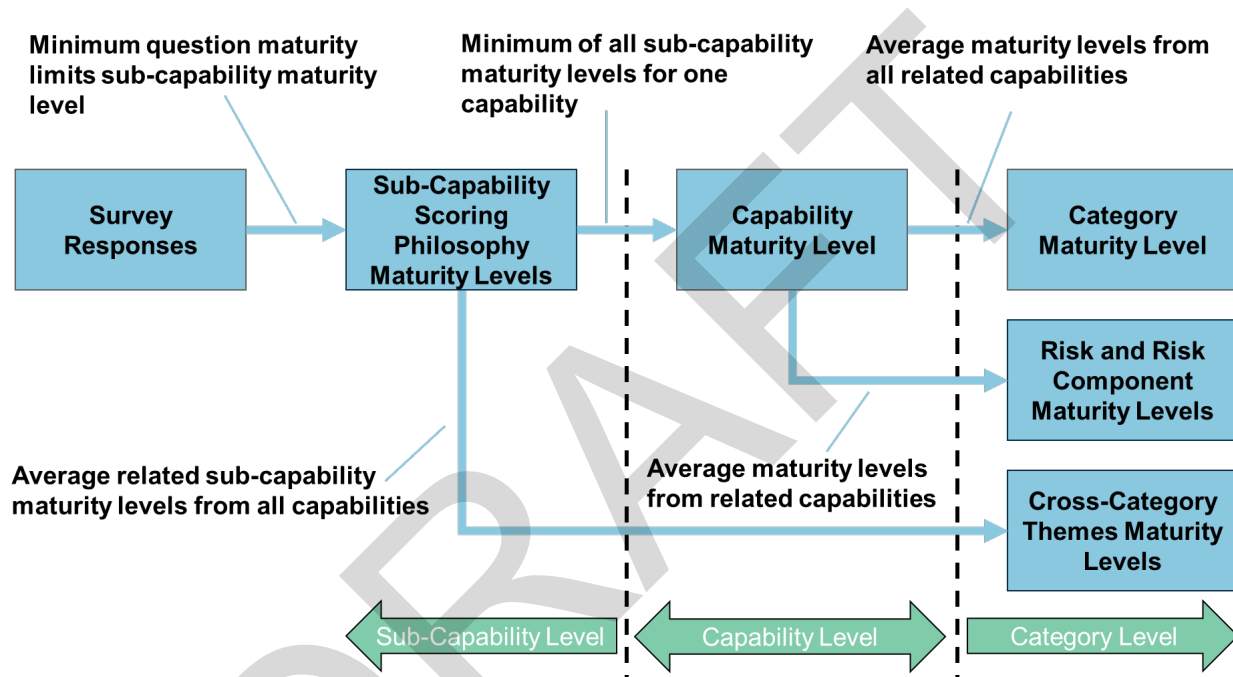 Minimum question maturity
limits sub-capability maturity
level
Minimum of all sub-capability
maturity levels for one
capability
Average maturity levels from
all related capabilities
Survey
Responses
Sub-Capability
Scoring
Philosophy
Maturity Levels
Capability
Maturity Level
Category
Maturity Level
Risk and Risk
Component
Maturity Levels
Average related sub-capability
maturity levels from all capabilities
Average maturity levels
from related capabilities
Cross-Category
Themes Maturity
Levels
Sub-Capability Level
Capability Level
Category Level
DRAFT